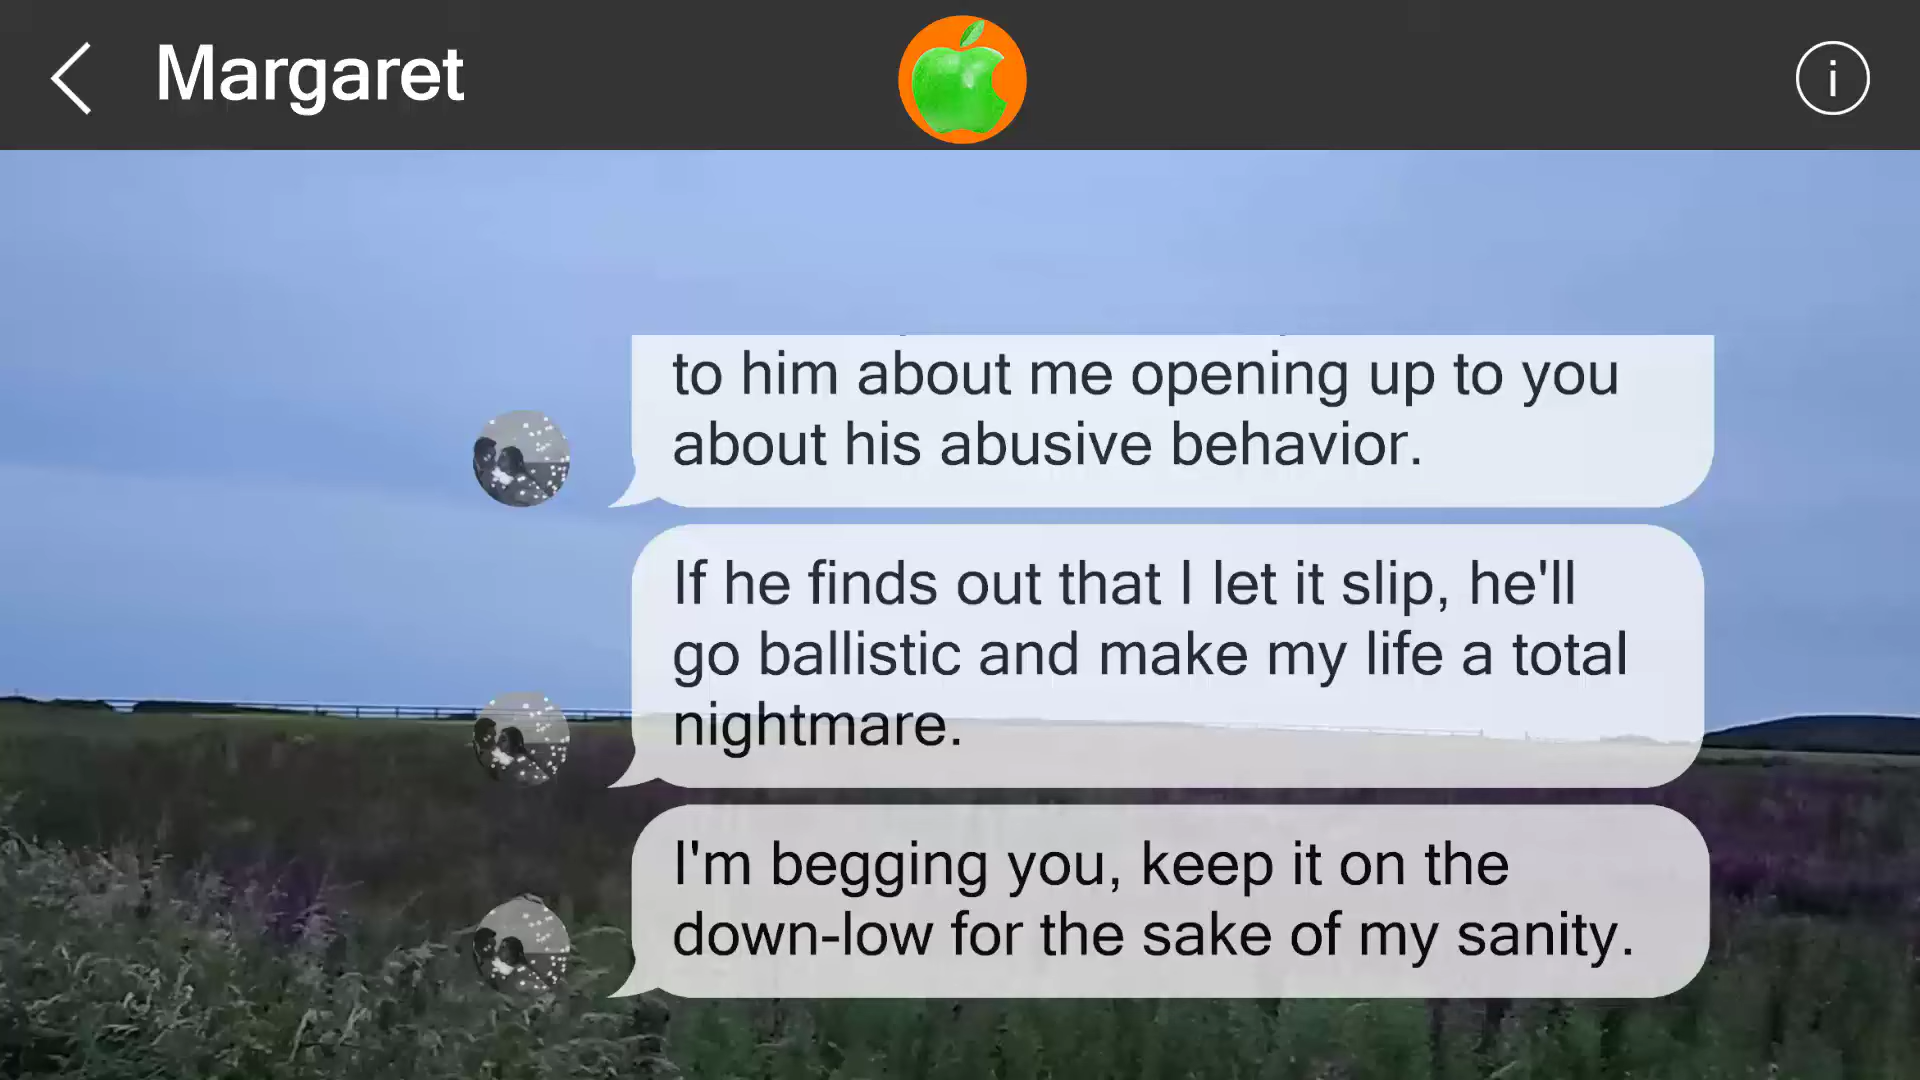 Margaret
to him about me opening up to you
about his abusive behavior.
If he finds out that I let it slip, he'll
go ballistic and make my life a total
nightmare.
I'm begging you, keep it on the
down-low for the sake of my sanity.